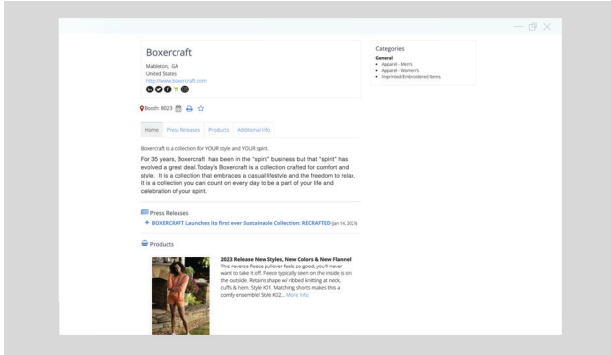 Boxercraft
Mableton, GA
United States
http://www.boxercraft.com
Booth: 8023
Home Press Releases Products Additional Info
Boxercraft is a collection for YOUR style and YOUR spirit.
For 35 years, Boxercraft has been in the "spirit" business but that "spirit" has
evolved a great deal.Today's Boxercraft is a collection crafted for comfort and
style. It is a collection that embraces a casuallifestyle and the freedom to relax.
It is a collection you can count on every day to be a part of your life and
celebration of your spirit.
Press Releases
+ BOXERCRAFT Launches its first ever Sustainable Collection: RECRAFTED (Jan 14, 2023)
Products
2023 Release New Styles, New Colors & New Flannel
This reverse fleece pullover feels so good, you'll never
want to take it off. Feece typically seen on the inside is on
the outside. Retains shape w/ ribbed knitting at neck,
cuffs & hem. Style K01. Matching shorts makes this a
comfy ensemble! Sole K02... More info
Categories
General
Apparel - Men's
Apparel - Women's
Imprinted/Embroidered Items